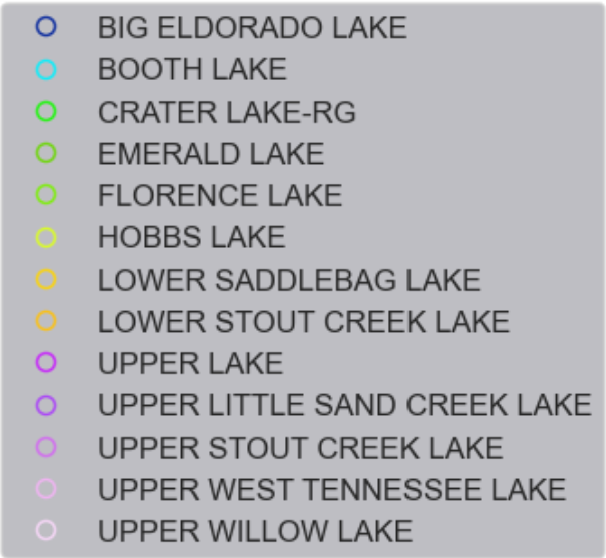 BIG ELDORADO LAKE
BOOTH LAKE
CRATER LAKE-RG
EMERALD LAKE
FLORENCE LAKE
HOBBS LAKE
LOWER SADDLEBAG LAKE
LOWER STOUT CREEK LAKE
UPPER LAKE
UPPER LITTLE SAND CREEK LAKE
UPPER STOUT CREEK LAKE
UPPER WEST TENNESSEE LAKE
UPPER WILLOW LAKE